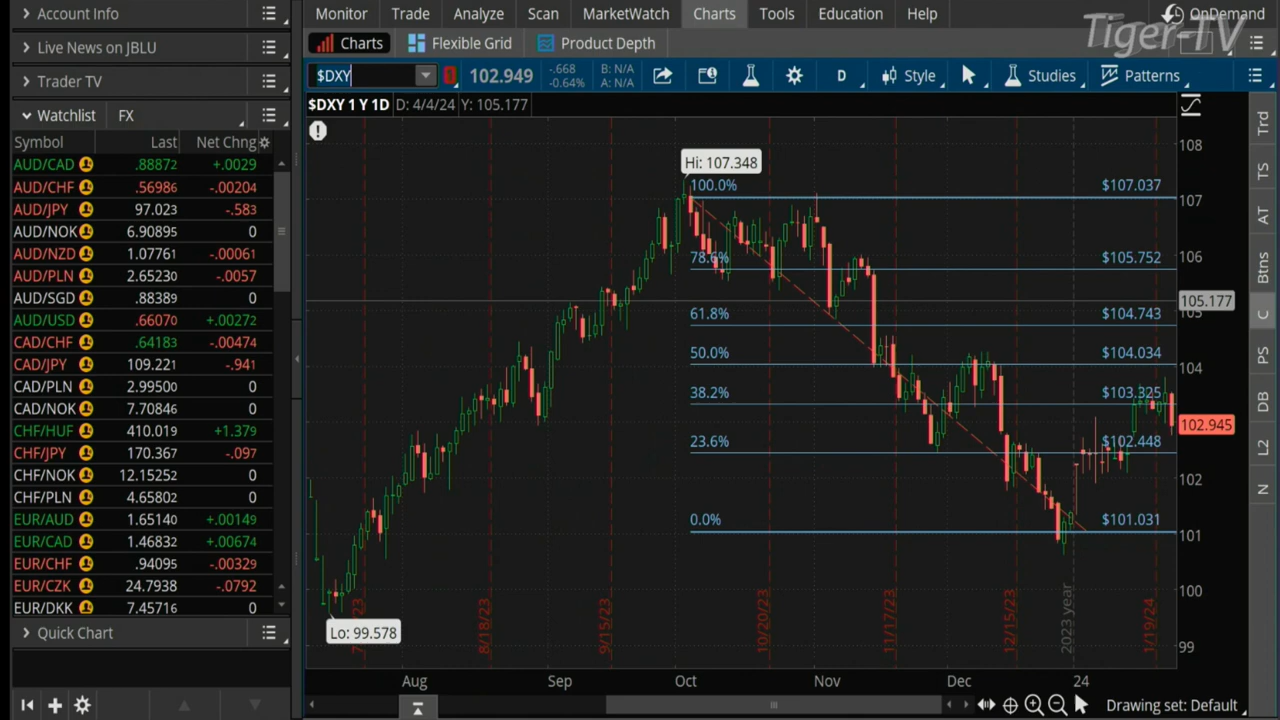 Account Info
Live News on JBLU
Trader TV
Watchlist FX
Symbol Last Net Chng
AUD/CAD .88872 +.0029
AUD/CHF .56986 -.00204
AUD/JPY 97.023 -.583
AUD/NOK 6.90895 0
AUD/NZD 1.07761 -.00061
AUD/PLN 2.65230 -.0057
AUD/SGD .88389 0
AUD/USD .66070 +.00272
CAD/CHF .64183 -.00474
CAD/JPY 109.221 -.941
CAD/PLN 2.99500 0
CAD/NOK 7.70846 0
CHF/HUF 410.019 +1.379
CHF/JPY 170.367 -.097
CHF/NOK 12.15252 0
CHF/PLN 4.65802 0
EUR/AUD 1.65140 +.00149
EUR/CAD 1.46832 +.00674
EUR/CHF .94095 -.00329
EUR/CZK 24.7938 -.0792
EUR/DKK 7.45716 0
Quick Chart
Monitor Trade Analyze Scan MarketWatch Charts Tools Education Help OnDemand
Tiger-TV
Charts Flexible Grid Product Depth
$DXY 102.949 -.668 -0.64% B: N/A A: N/A D Style Studies Patterns
$DXY 1 Y 1D D: 4/4/24 Y: 105.177
Hi: 107.348
100.0% $107.037
78.6% $105.752
61.8% $104.743
50.0% $104.034
38.2% $103.325
23.6% $102.448
0.0% $101.031
Lo: 99.578
108
107
106
105.177
105
104
102.945
102
101
100
99
8/18/23
9/15/23
10/20/23
11/17/23
12/15/23
2023 year
1/19/24
Aug Sep Oct Nov Dec 24
Drawing set: Default
Trd
TS
AT
Btns
C
PS
DB
L2
N